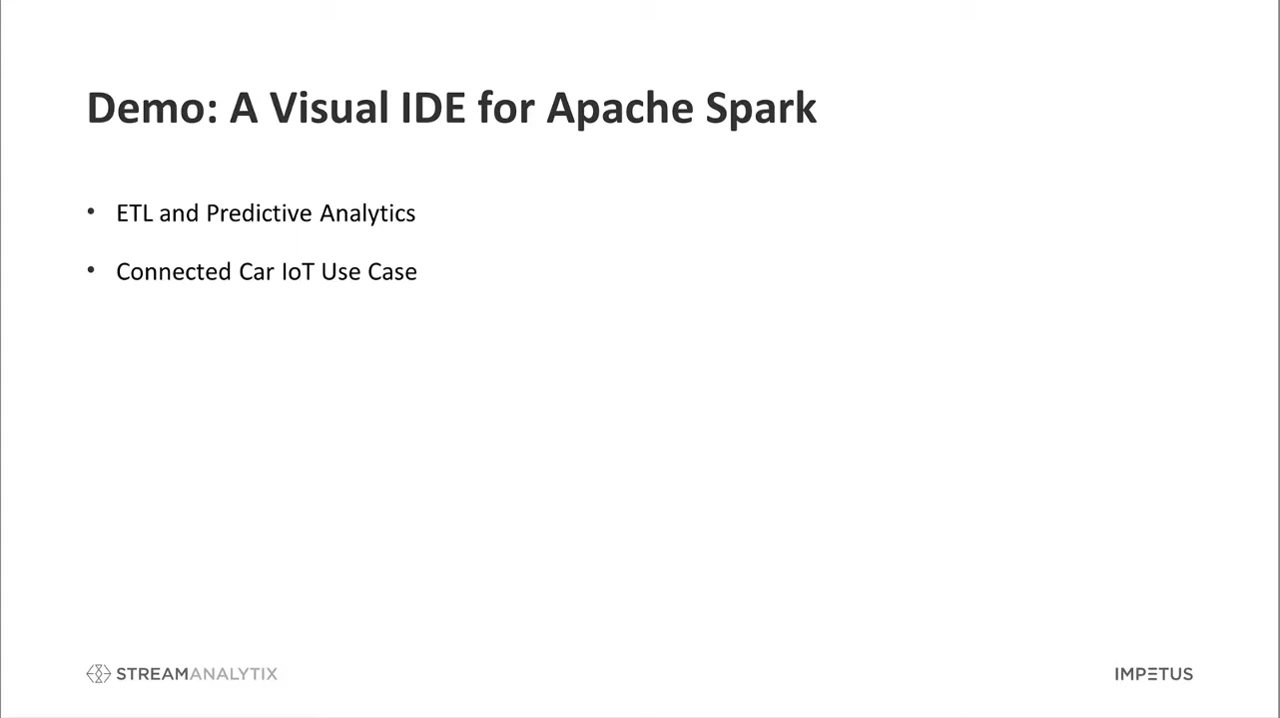 Demo: A Visual IDE for Apache Spark
• ETL and Predictive Analytics
• Connected Car IoT Use Case
STREAMANALYTIX
IMPETUS